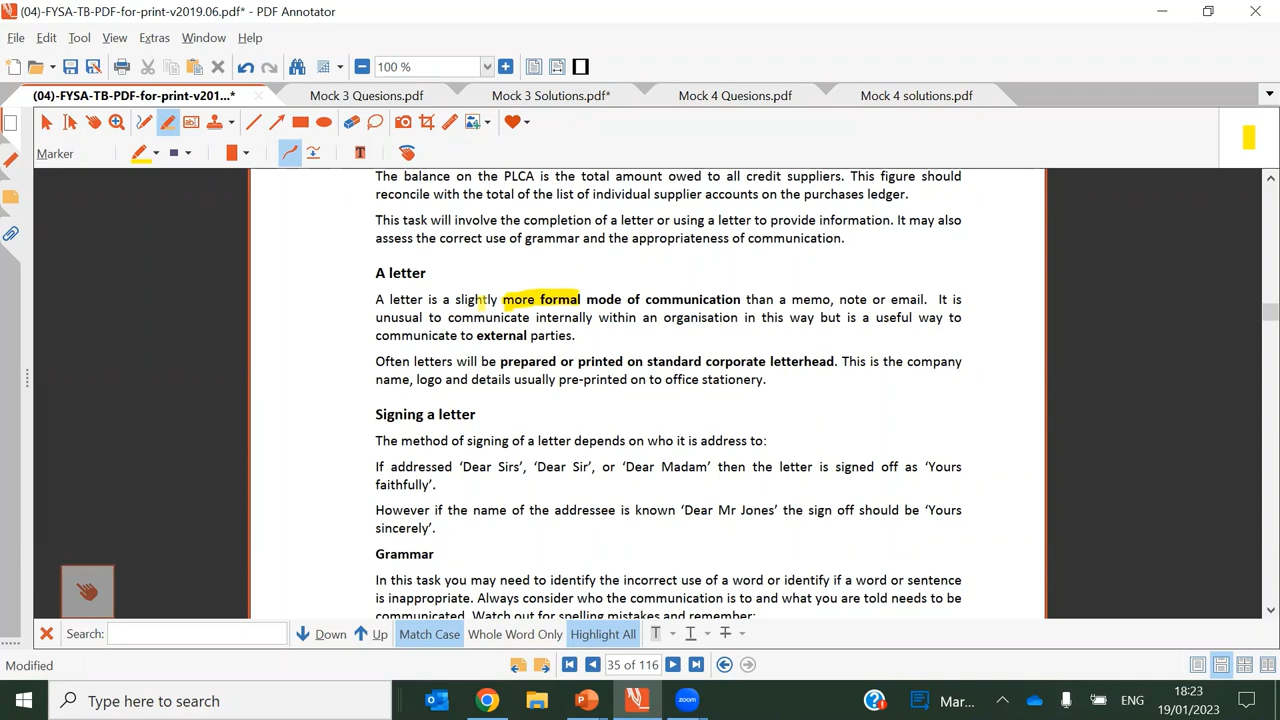 (04)-FYSA-TB-PDF-for-print-v2019.06.pdf* - PDF Annotator
File Edit Tool View Extras Window Help
100 %
(04)-FYSA-TB-PDF-for-print-v201...* Mock 3 Quesions.pdf Mock 3 Solutions.pdf* Mock 4 Quesions.pdf Mock 4 solutions.pdf
Marker
The balance on the PLCA is the total amount owed to all credit suppliers. This figure should
reconcile with the total of the list of individual supplier accounts on the purchases ledger.
This task will involve the completion of a letter or using a letter to provide information. It may also
assess the correct use of grammar and the appropriateness of communication.
A letter
A letter is a slightly more formal mode of communication than a memo, note or email. It is
unusual to communicate internally within an organisation in this way but is a useful way to
communicate to external parties.
Often letters will be prepared or printed on standard corporate letterhead. This is the company
name, logo and details usually pre-printed on to office stationery.
Signing a letter
The method of signing of a letter depends on who it is address to:
If addressed ‘Dear Sirs’, ‘Dear Sir’, or ‘Dear Madam’ then the letter is signed off as ‘Yours
faithfully’.
However if the name of the addressee is known ‘Dear Mr Jones’ the sign off should be ‘Yours
sincerely’.
Grammar
In this task you may need to identify the incorrect use of a word or identify if a word or sentence
is inappropriate. Always consider who the communication is to and what you are told needs to be
communicated. Watch out for spelling mistakes and remember:
Search: Down Up Match Case Whole Word Only Highlight All
Modified 35 of 116
Type here to search Mar... ENG 18:23
19/01/2023